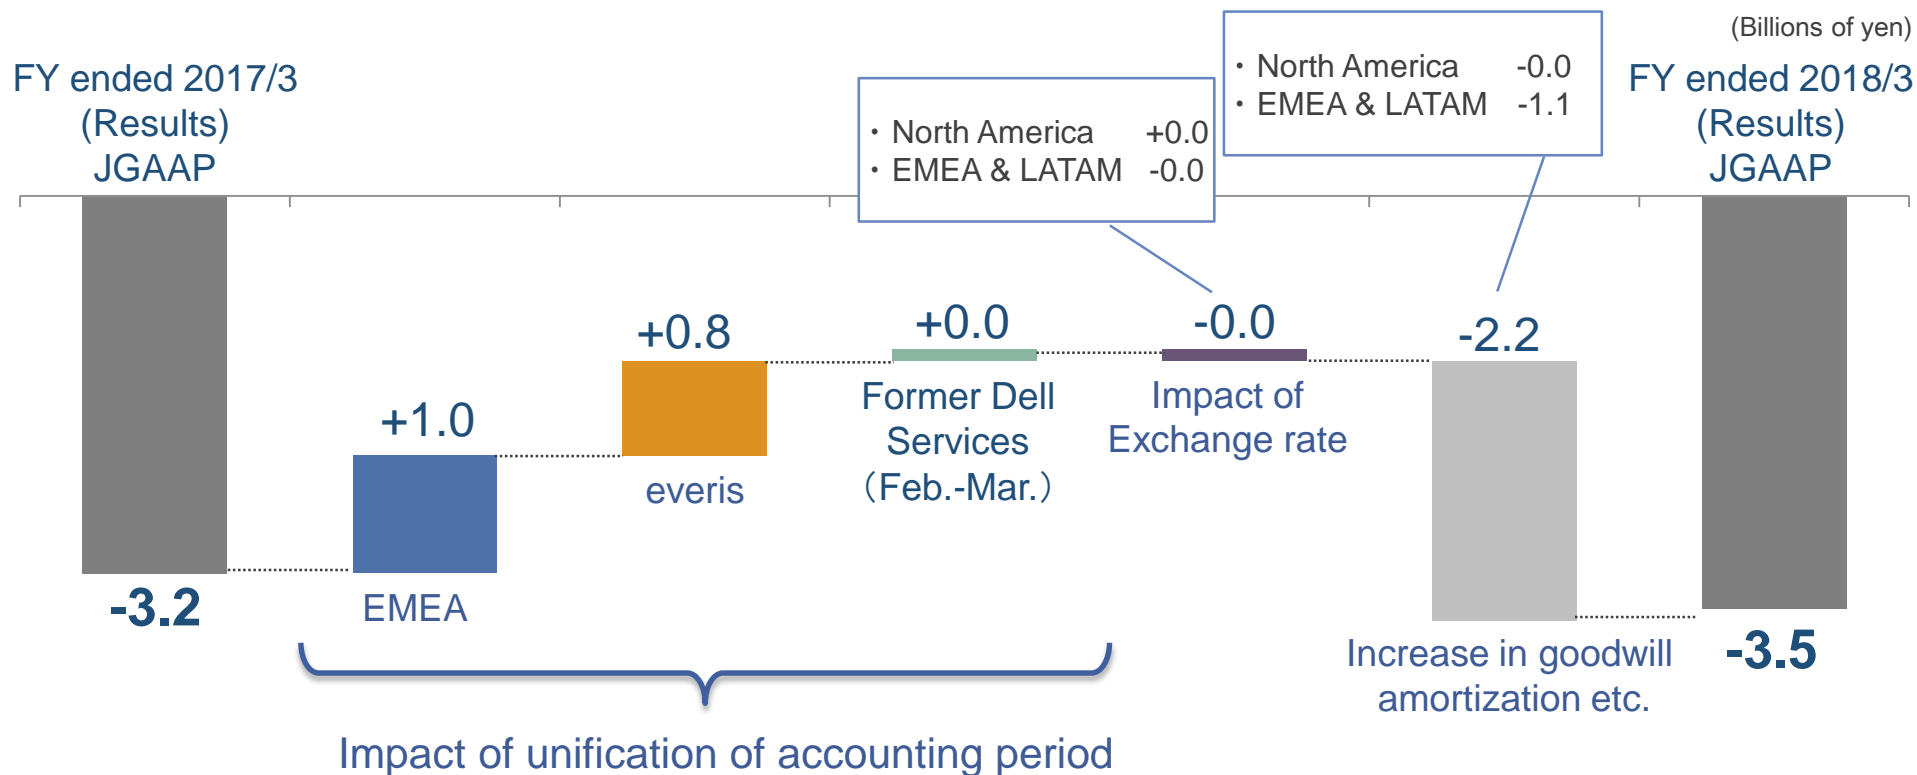 (Billions of yen)
FY ended 2017/3
(Results)
JGAAP
・North America +0.0
・EMEA & LATAM -0.0
・North America -0.0
・EMEA & LATAM -1.1
FY ended 2018/3
(Results)
JGAAP
-3.2
+1.0
EMEA
+0.8
everis
+0.0
Former Dell
Services
（Feb.-Mar.）
-0.0
Impact of
Exchange rate
-2.2
Increase in goodwill
amortization etc.
-3.5
Impact of unification of accounting period